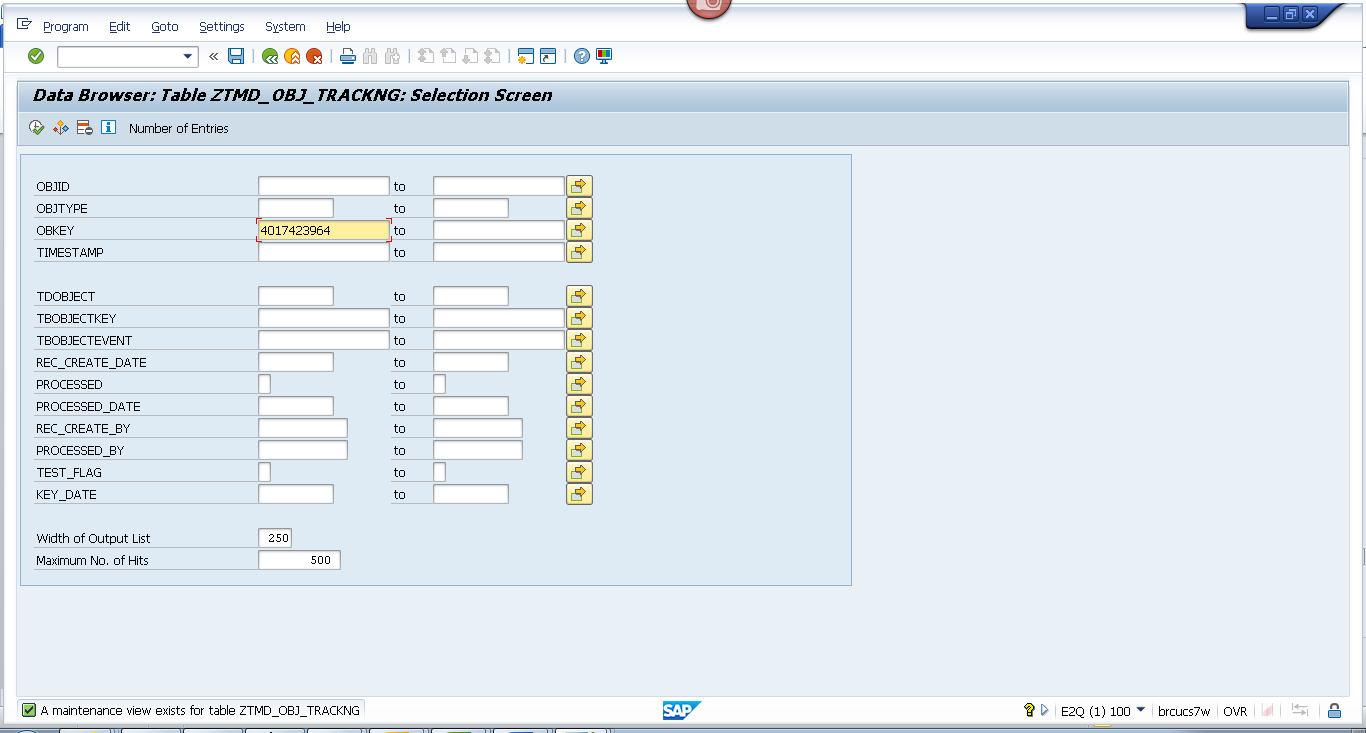 Program Edit Goto Settings System Help
Data Browser: Table ZTMD_OBJ_TRACKNG: Selection Screen
Number of Entries
OBJID to
OBJTYPE to
OBKEY 4017423964 to
TIMESTAMP to
TDOBJECT to
TBOBJECTKEY to
TBOBJECTEVENT to
REC_CREATE_DATE to
PROCESSED to
PROCESSED_DATE to
REC_CREATE_BY to
PROCESSED_BY to
TEST_FLAG to
KEY_DATE to
Width of Output List 250
Maximum No. of Hits 500
A maintenance view exists for table ZTMD_OBJ_TRACKNG SAP E2Q (1) 100 brcucs7w OVR